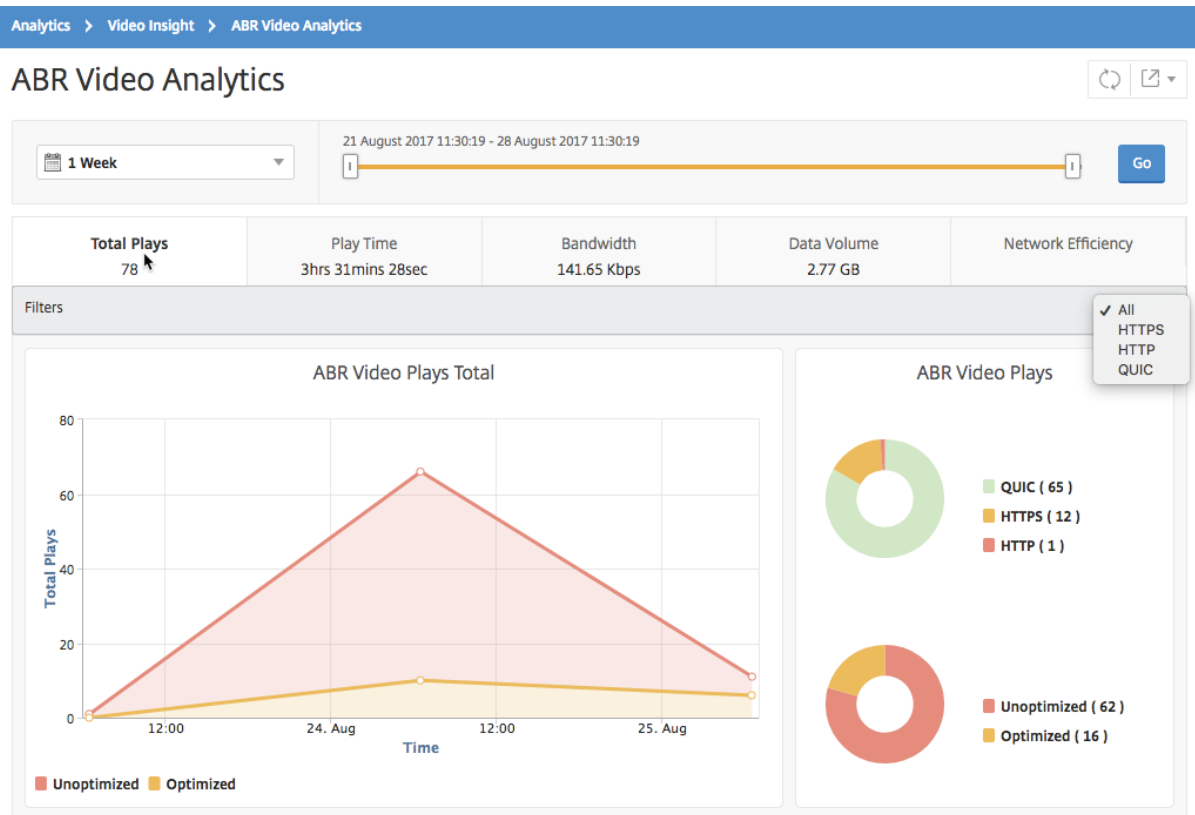 Analytics > Video Insight > ABR Video Analytics
ABR Video Analytics
1 Week
21 August 2017 11:30:19 - 28 August 2017 11:30:19
Go
Total Plays
78
Play Time
3hrs 31mins 28sec
Bandwidth
141.65 Kbps
Data Volume
2.77 GB
Network Efficiency
Filters
✓ All
HTTPS
HTTP
QUIC
ABR Video Plays Total
80
60
40
20
0
Total Plays
12:00
24. Aug
12:00
25. Aug
Time
Unoptimized
Optimized
ABR Video Plays
QUIC ( 65 )
HTTPS ( 12 )
HTTP ( 1 )
Unoptimized ( 62 )
Optimized ( 16 )